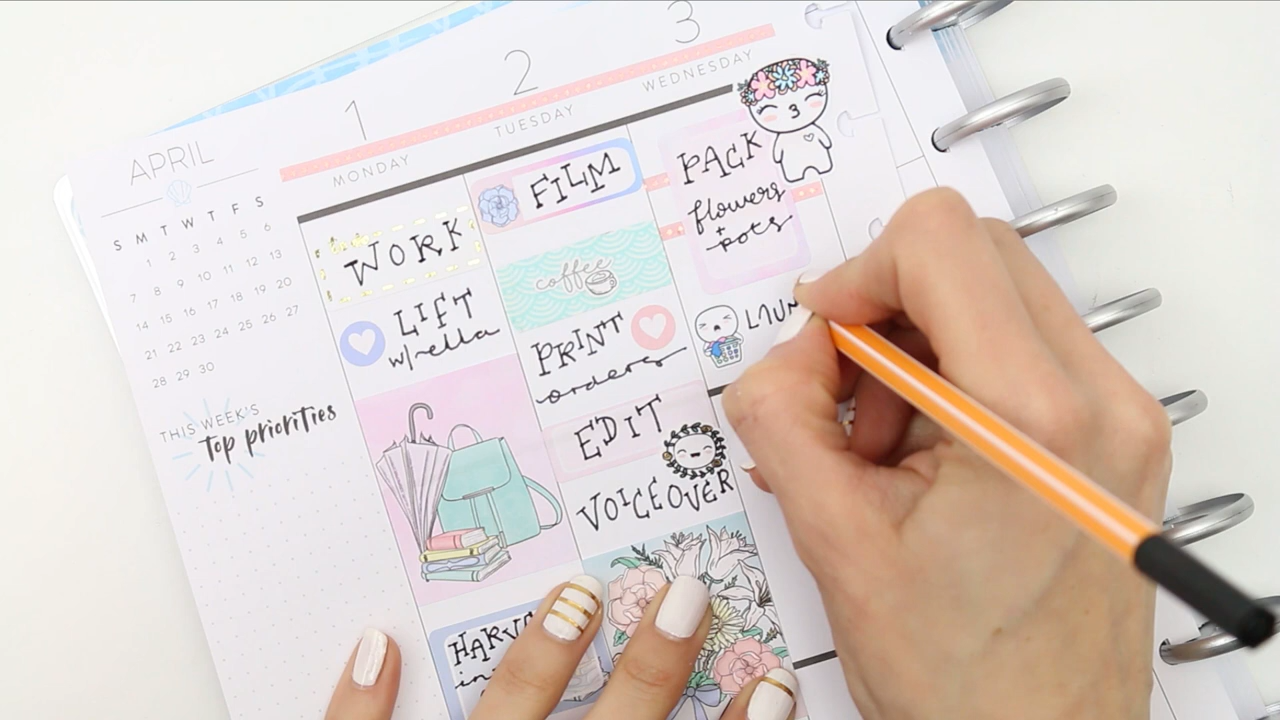 3
2
1
WEDNESDAY
TUESDAY
MONDAY
APRIL
S M T W T F S
1 2 3 4 5 6
7 8 9 10 11 12 13
14 15 16 17 18 19 20
21 22 23 24 25 26 27
28 29 30
THIS WEEK'S
top priorities
WORK
LIFT
w/ella
FILM
coffee
PRINT
orders
EDIT
VOICEOVER
PACK
flowers
+
pots